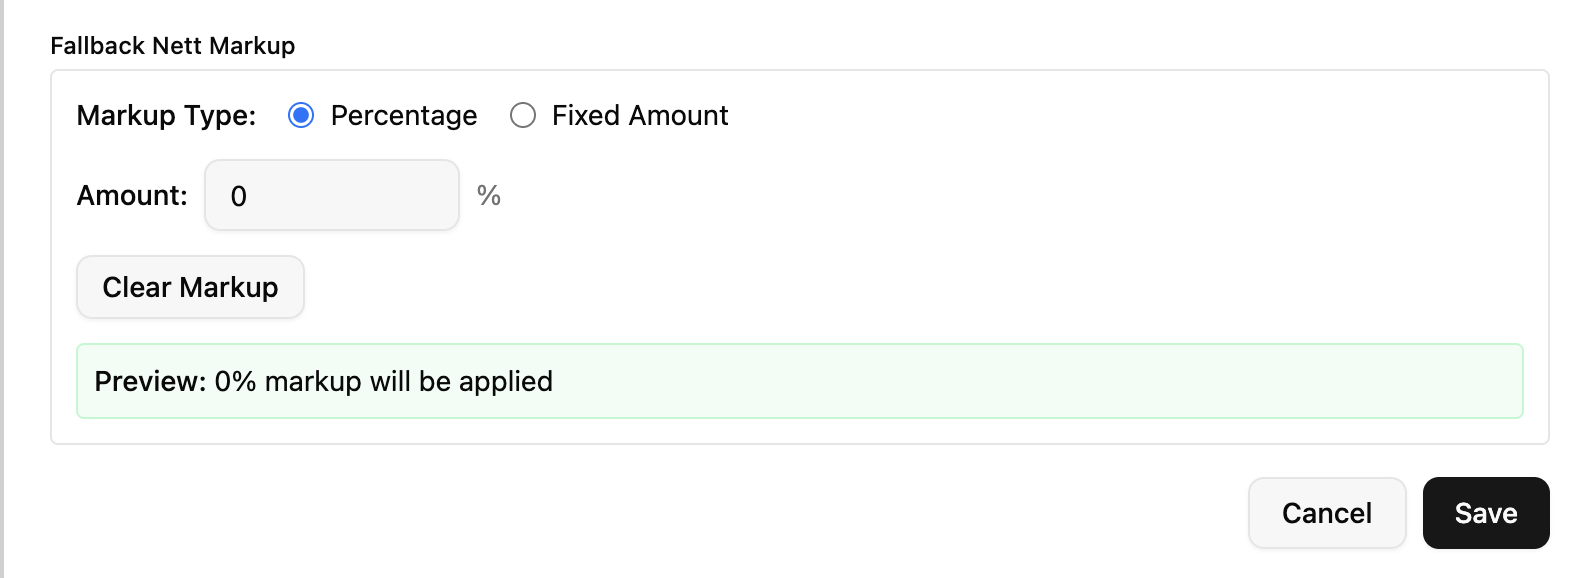 Fallback Nett Markup
Markup Type: Percentage Fixed Amount
Amount: 0 %
Clear Markup
Preview: 0% markup will be applied
Cancel Save